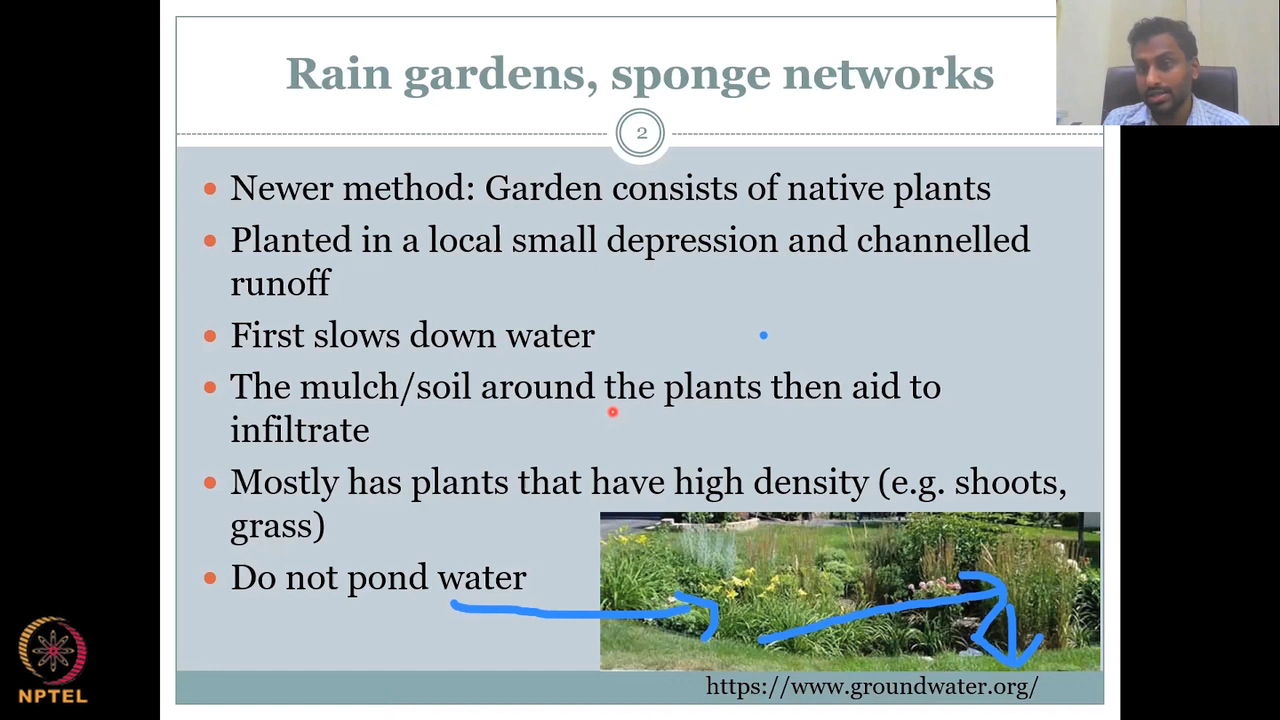 Rain gardens, sponge networks
2
• Newer method: Garden consists of native plants
• Planted in a local small depression and channelled
runoff
• First slows down water
• The mulch/soil around the plants then aid to
infiltrate
• Mostly has plants that have high density (e.g. shoots,
grass)
• Do not pond water
https://www.groundwater.org/
NPTEL